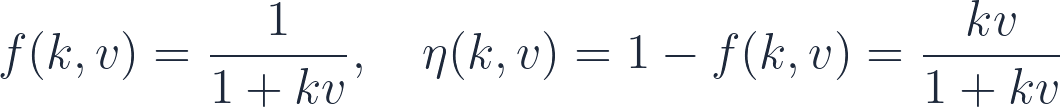 f(k, v) = \frac{1}{1 + kv}, \quad \eta(k, v) = 1 - f(k, v) = \frac{kv}{1 + kv}